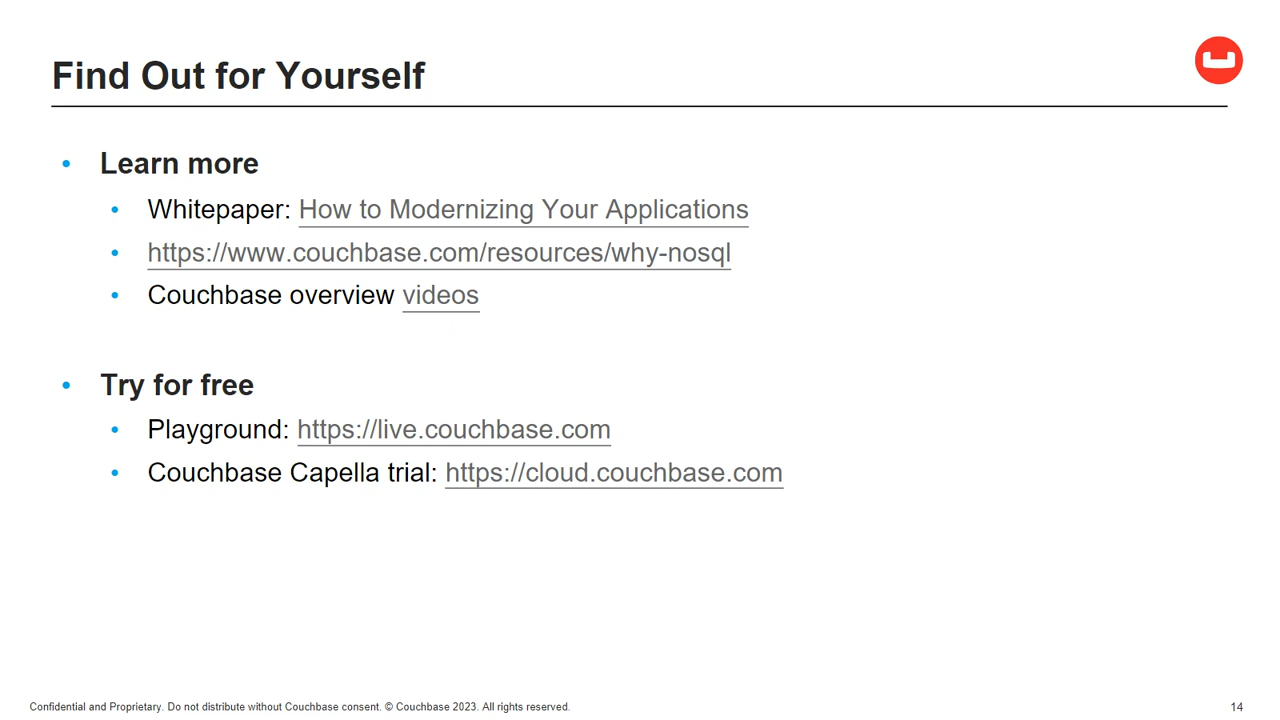 Find Out for Yourself
• Learn more
• Whitepaper: How to Modernizing Your Applications
• https://www.couchbase.com/resources/why-nosql
• Couchbase overview videos
• Try for free
• Playground: https://live.couchbase.com
• Couchbase Capella trial: https://cloud.couchbase.com
Confidential and Proprietary. Do not distribute without Couchbase consent. © Couchbase 2023. All rights reserved.
14